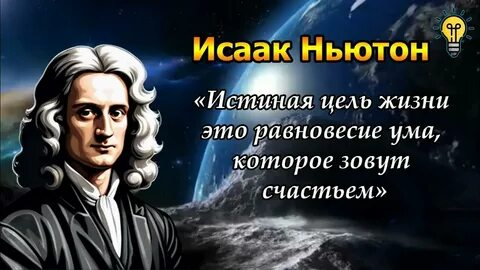 Исаак Ньютон
«Истиная цель жизни
это равновесие ума,
которое зовут
счастьем»